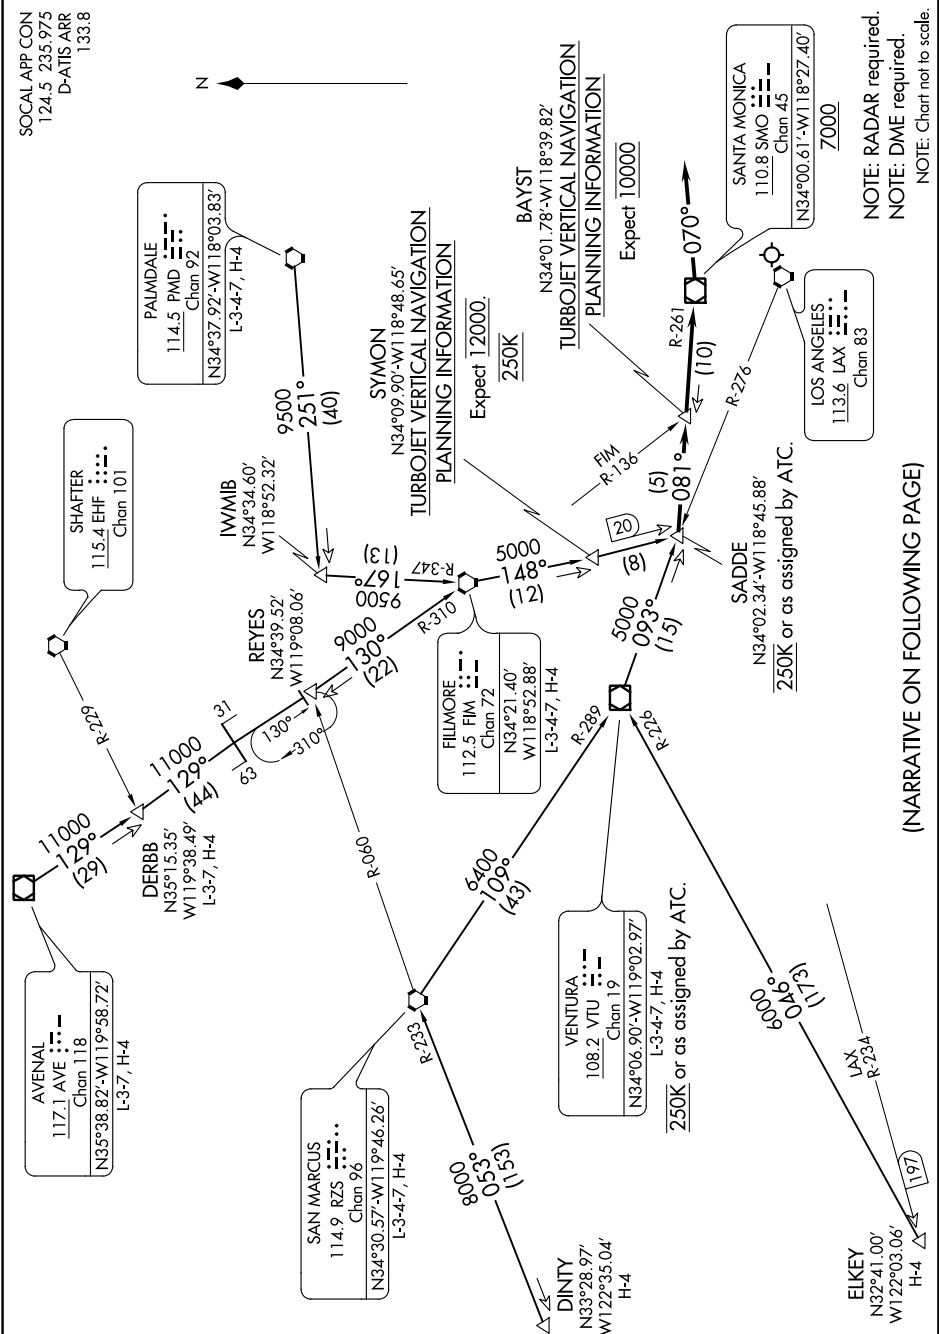 SOCAL APP CON
124.5 235.975
D-ATIS ARR
133.8
N
PALMDALE
114.5 PMD
Chan 92
N34°37.92'-W118°03.83'
L-3-4-7, H-4
SHAFTER
115.4 EHF
Chan 101
R-229
AVENAL
117.1 AVE
Chan 118
N35°38.82'-W119°58.72'
L-3-7, H-4
11000
129°
(29)
DERBB
N35°15.35'
W119°38.49'
L-3-7, H-4
11000
129°
(44)
31
63
130°
310°
REYES
N34°39.52'
W119°08.06'
9000
130°
(22)
R-310
9500
251°
(40)
IWMIB
N34°34.60'
W118°52.32'
9500
167°
(13)
R-347
FILLMORE
112.5 FIM
Chan 72
N34°21.40'
W118°52.88'
L-3-4-7, H-4
5000
148°
(12)
SYMON
N34°09.90'-W118°48.65'
TURBOJET VERTICAL NAVIGATION
PLANNING INFORMATION
Expect 12000.
250K
20
(8)
BAYST
N34°01.78'-W118°39.82'
TURBOJET VERTICAL NAVIGATION
PLANNING INFORMATION
Expect 10000
FIM
R-136
(5)
081°
R-261
(10)
070°
SANTA MONICA
110.8 SMO
Chan 45
N34°00.61'-W118°27.40'
7000
R-276
LOS ANGELES
113.6 LAX
Chan 83
SADDE
N34°02.34'-W118°45.88'
250K or as assigned by ATC.
5000
093°
(15)
R-289
R-226
R-060
SAN MARCUS
114.9 RZS
Chan 96
N34°30.57'-W119°46.26'
L-3-4-7, H-4
R-233
6400
109°
(43)
VENTURA
108.2 VTU
Chan 19
N34°06.90'-W119°02.97'
L-3-4-7, H-4
250K or as assigned by ATC.
8000
053°
(153)
DINTY
N33°28.97'
W122°35.04'
H-4
6000
046°
(173)
LAX
R-234
197
ELKEY
N32°41.00'
W122°03.06'
H-4
NOTE: RADAR required.
NOTE: DME required.
NOTE: Chart not to scale.
(NARRATIVE ON FOLLOWING PAGE)